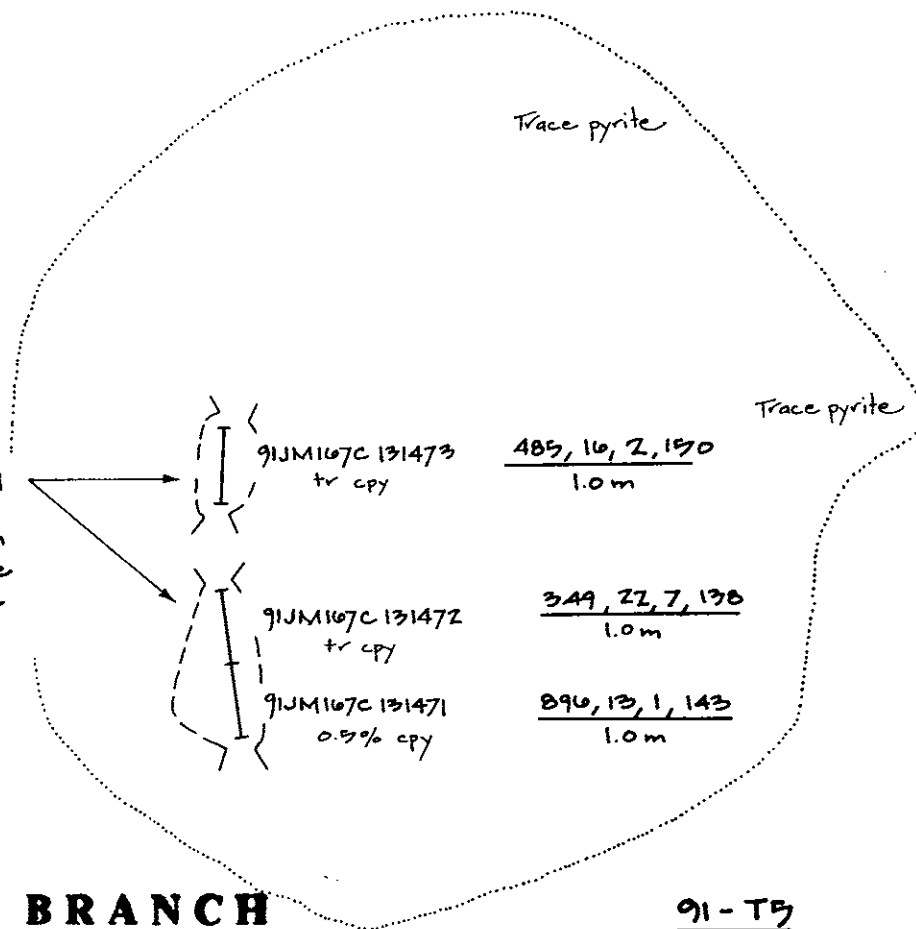 Trace pyrite
Trace pyrite
91JM167C 131473
tr cpy
485, 16, 2, 150
1.0 m
91JM167C 131472
tr cpy
349, 22, 7, 138
1.0 m
91JM167C 131471
0.5% cpy
896, 13, 1, 143
1.0 m
BRANCH
91-T5